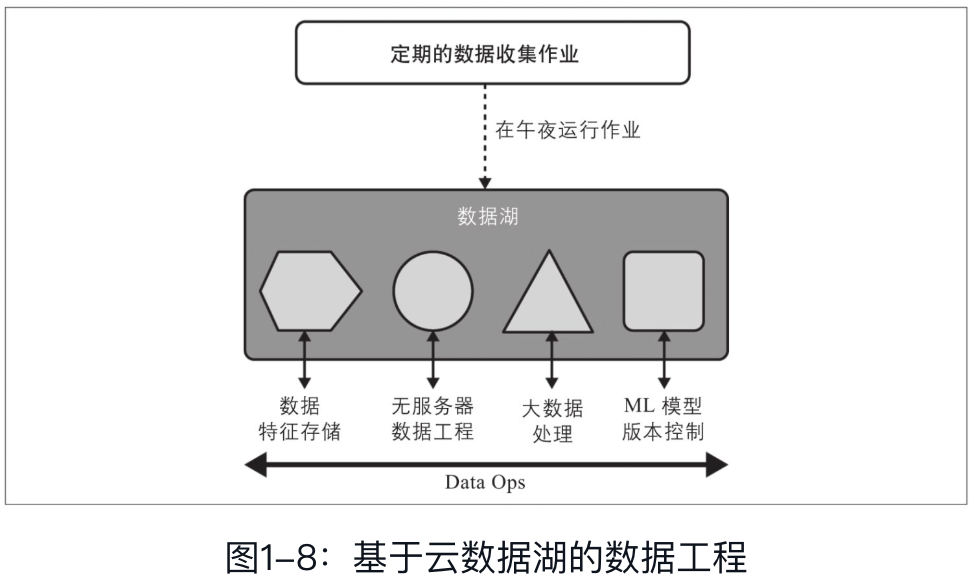 定期的数据收集作业
在午夜运行作业
数据湖
数据
特征存储
无服务器
数据工程
大数据
处理
ML 模型
版本控制
Data Ops
图1–8：基于云数据湖的数据工程